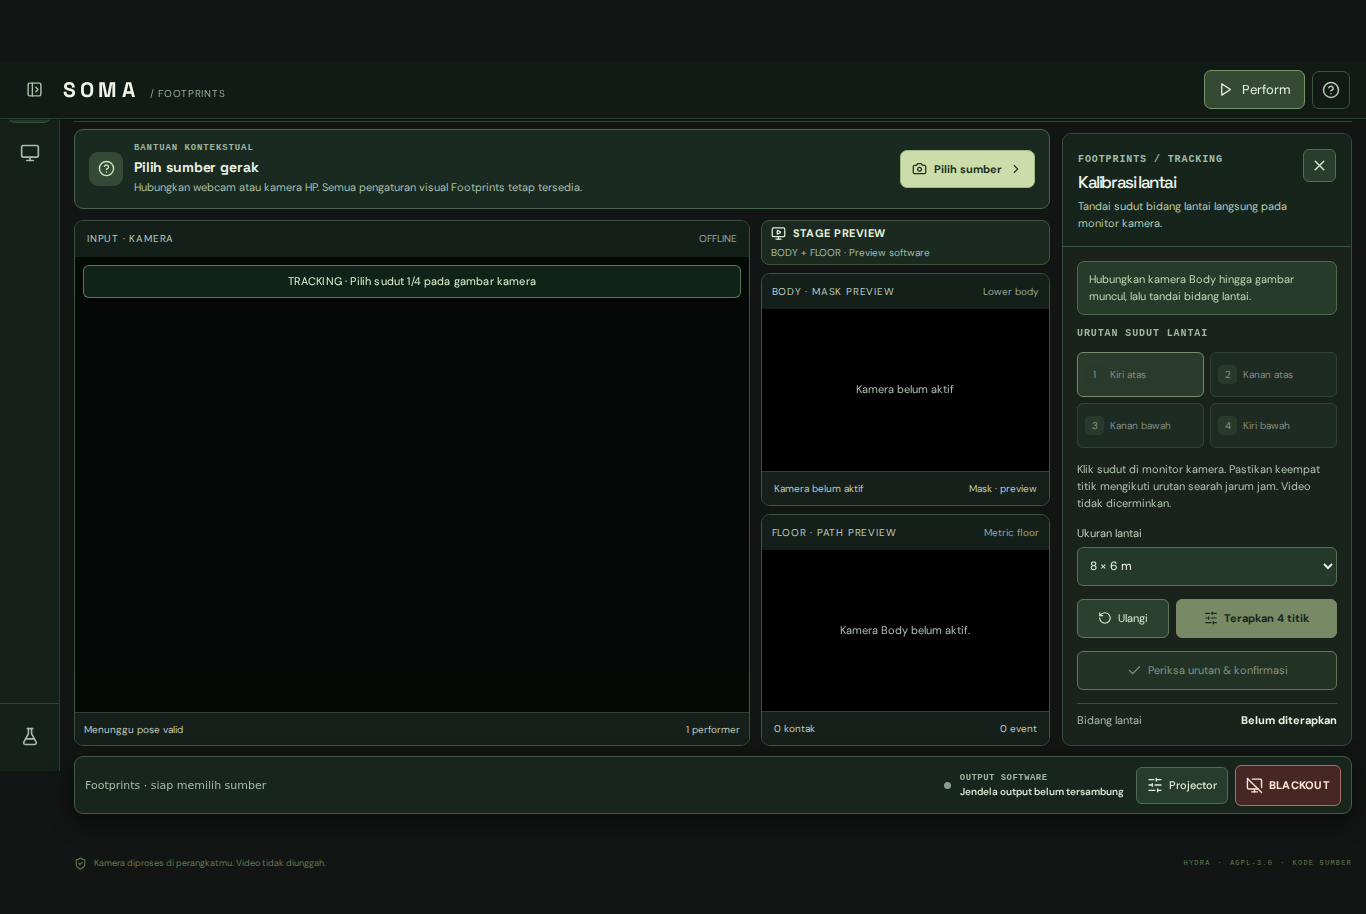 SOMA
/ FOOTPRINTS
Perform
BANTUAN KONTEKSTUAL
Pilih sumber gerak
Hubungkan webcam atau kamera HP. Semua pengaturan visual Footprints tetap tersedia.
Pilih sumber
INPUT · KAMERA
OFFLINE
TRACKING · Pilih sudut 1/4 pada gambar kamera
Menunggu pose valid
1 performer
STAGE PREVIEW
BODY + FLOOR · Preview software
BODY · MASK PREVIEW
Lower body
Kamera belum aktif
Kamera belum aktif
Mask · preview
FLOOR · PATH PREVIEW
Metric floor
Kamera Body belum aktif.
0 kontak
0 event
FOOTPRINTS / TRACKING
Kalibrasi lantai
Tandai sudut bidang lantai langsung pada
monitor kamera.
Hubungkan kamera Body hingga gambar
muncul, lalu tandai bidang lantai.
URUTAN SUDUT LANTAI
1 Kiri atas
2 Kanan atas
3 Kanan bawah
4 Kiri bawah
Klik sudut di monitor kamera. Pastikan keempat
titik mengikuti urutan searah jarum jam. Video
tidak dicerminkan.
Ukuran lantai
8 × 6 m
Ulangi
Terapkan 4 titik
Periksa urutan & konfirmasi
Bidang lantai
Belum diterapkan
Footprints · siap memilih sumber
OUTPUT SOFTWARE
Jendela output belum tersambung
Projector
BLACKOUT
Kamera diproses di perangkatmu. Video tidak diunggah.
HYDRA · AGPL-3.0 · KODE SUMBER